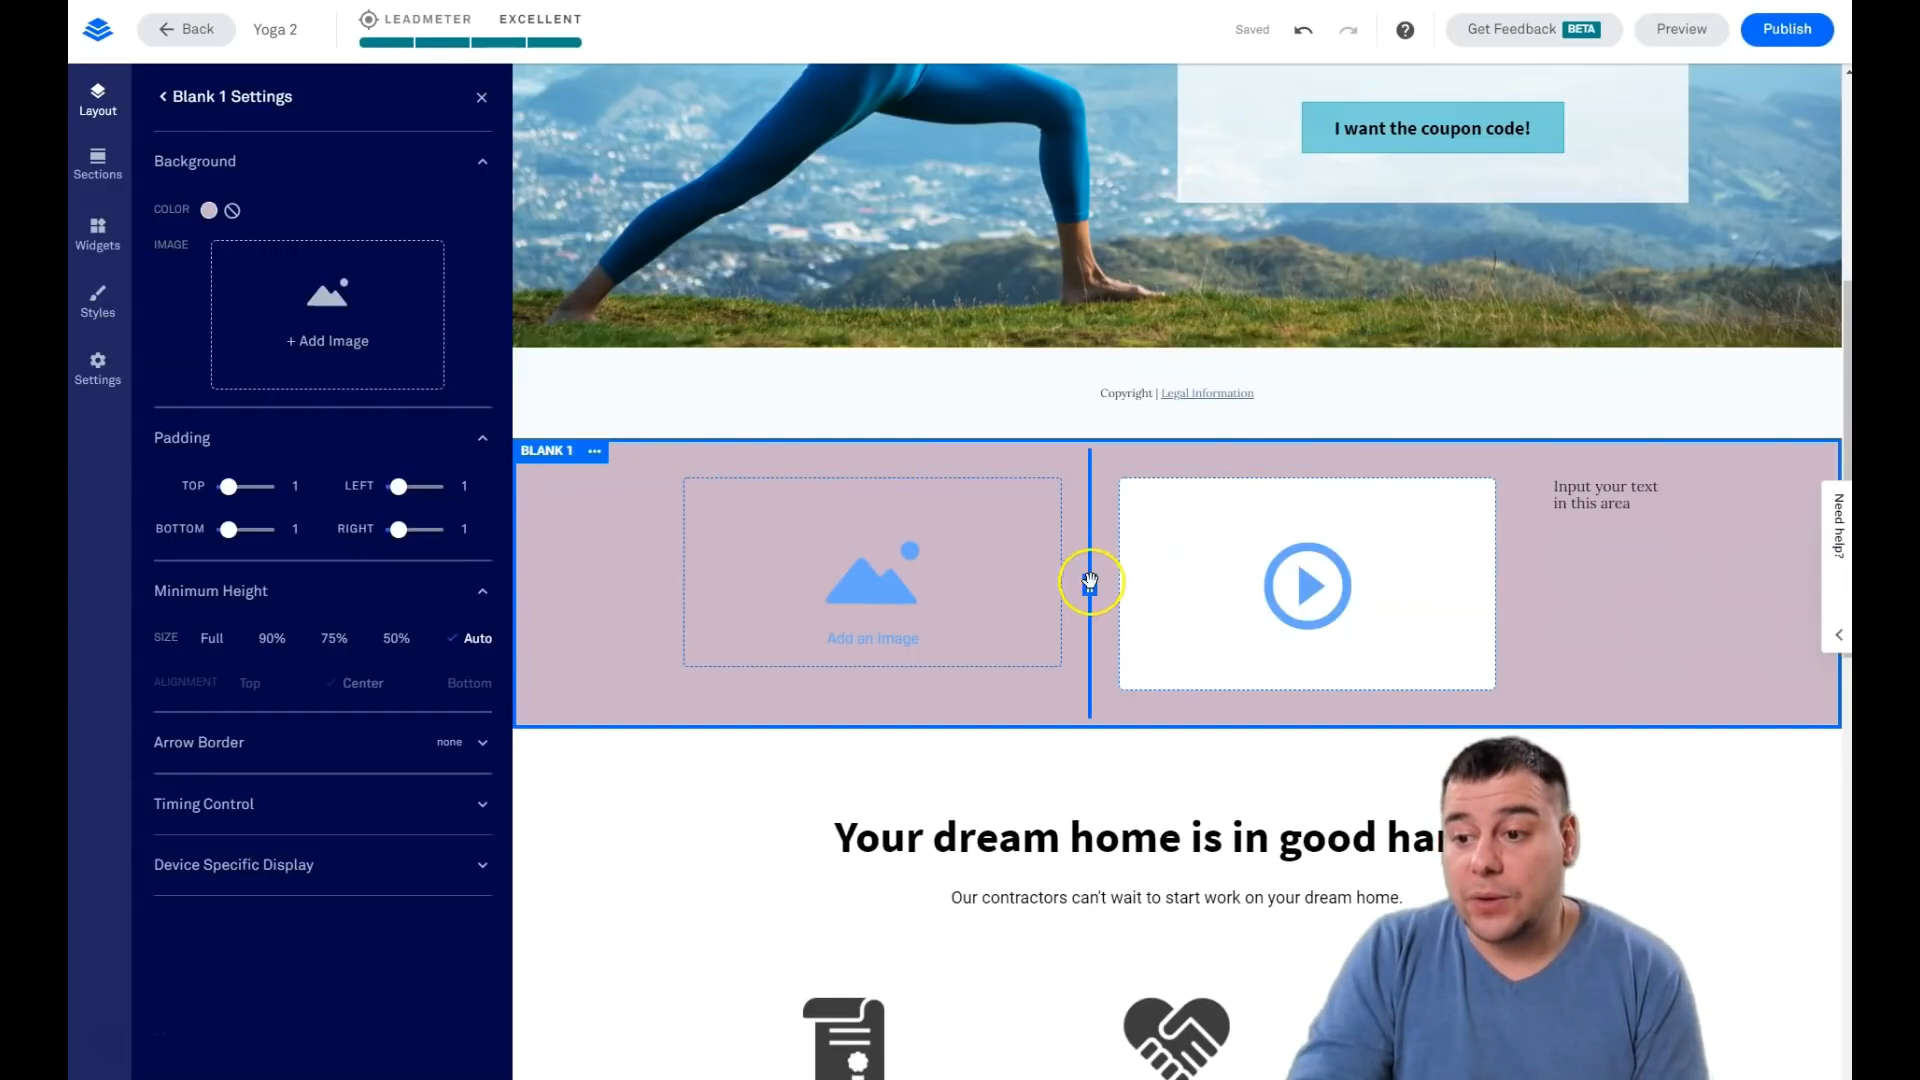 Back
Yoga 2
LEADMETER
EXCELLENT
Saved
?
Get Feedback BETA
Preview
Publish
Layout
Sections
Widgets
Styles
Settings
Blank 1 Settings
Background
COLOR
IMAGE
+ Add Image
Padding
TOP 1 LEFT 1
BOTTOM 1 RIGHT 1
Minimum Height
SIZE Full 90% 75% 50% Auto
ALIGNMENT Top Center Bottom
Arrow Border none
Timing Control
Device Specific Display
I want the coupon code!
Copyright | Legal Information
BLANK 1
Add an Image
Input your text
in this area
Need help?
Your dream home is in good har
Our contractors can't wait to start work on your dream home.